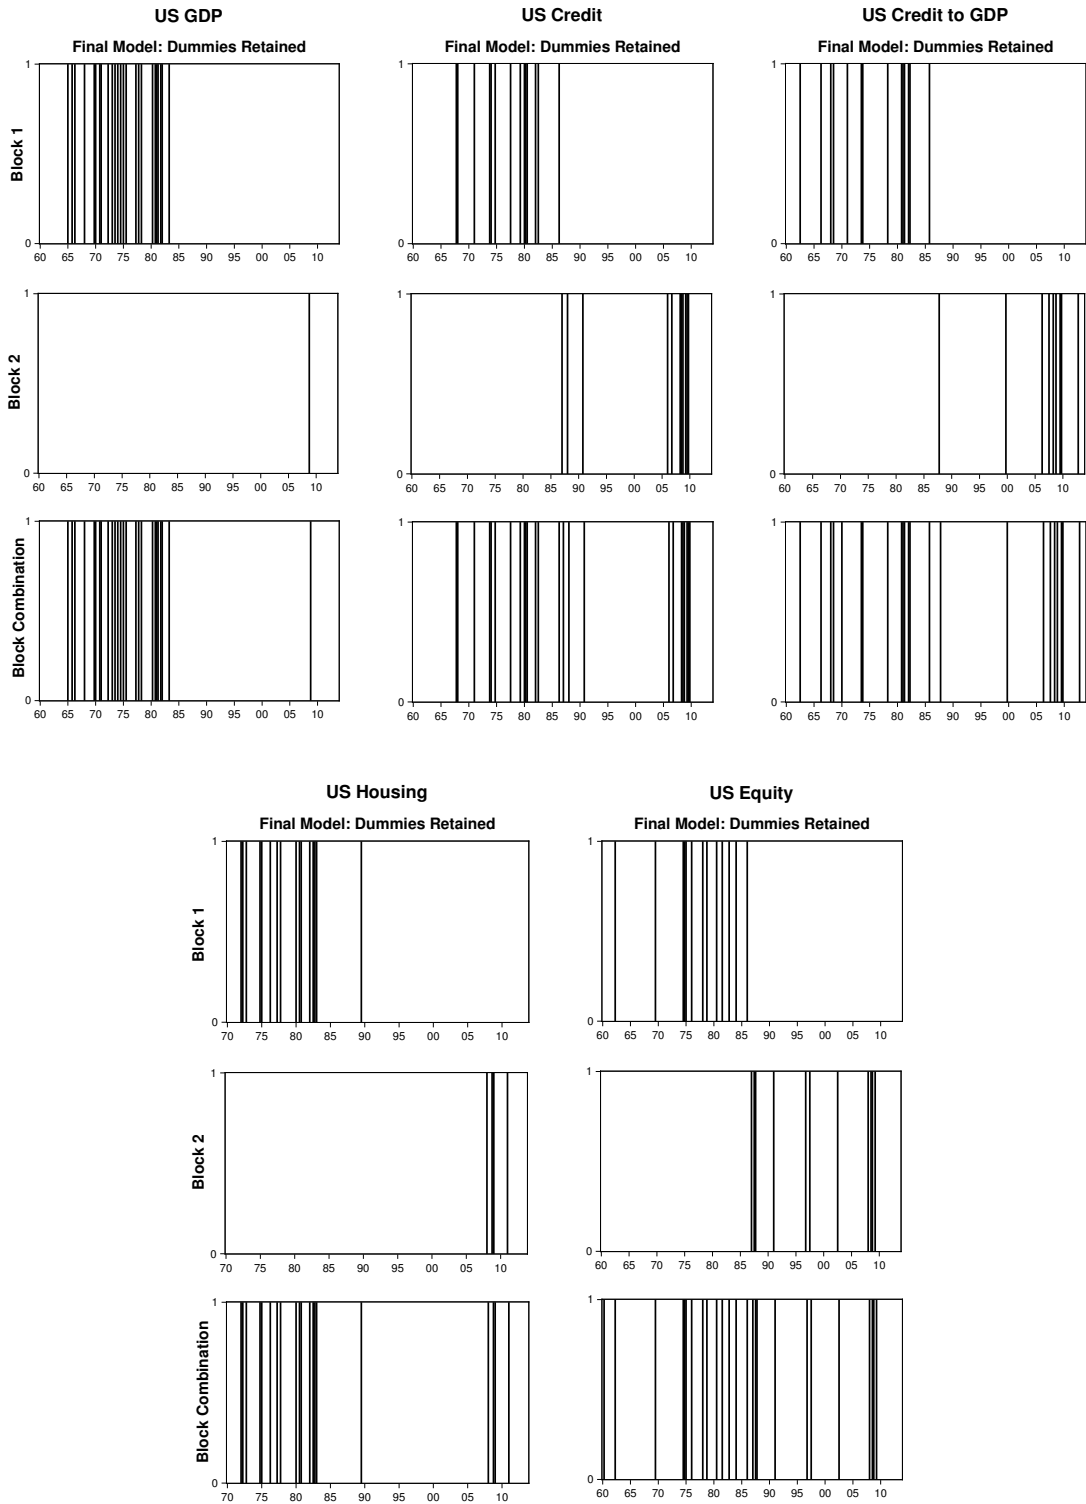 US GDP US Credit US Credit to GDP
Final Model: Dummies Retained Final Model: Dummies Retained Final Model: Dummies Retained
Block 1
1 1 1
0 0 0
60 65 70 75 80 85 90 95 00 05 10 60 65 70 75 80 85 90 95 00 05 10 60 65 70 75 80 85 90 95 00 05 10
Block 2
1 1 1
0 0 0
60 65 70 75 80 85 90 95 00 05 10 60 65 70 75 80 85 90 95 00 05 10 60 65 70 75 80 85 90 95 00 05 10
Block Combination
1 1 1
0 0 0
60 65 70 75 80 85 90 95 00 05 10 60 65 70 75 80 85 90 95 00 05 10 60 65 70 75 80 85 90 95 00 05 10
US Housing US Equity
Final Model: Dummies Retained Final Model: Dummies Retained
Block 1
1 1
0 0
70 75 80 85 90 95 00 05 10 60 65 70 75 80 85 90 95 00 05 10
Block 2
1 1
0 0
70 75 80 85 90 95 00 05 10 60 65 70 75 80 85 90 95 00 05 10
Block Combination
1 1
0 0
70 75 80 85 90 95 00 05 10 60 65 70 75 80 85 90 95 00 05 10